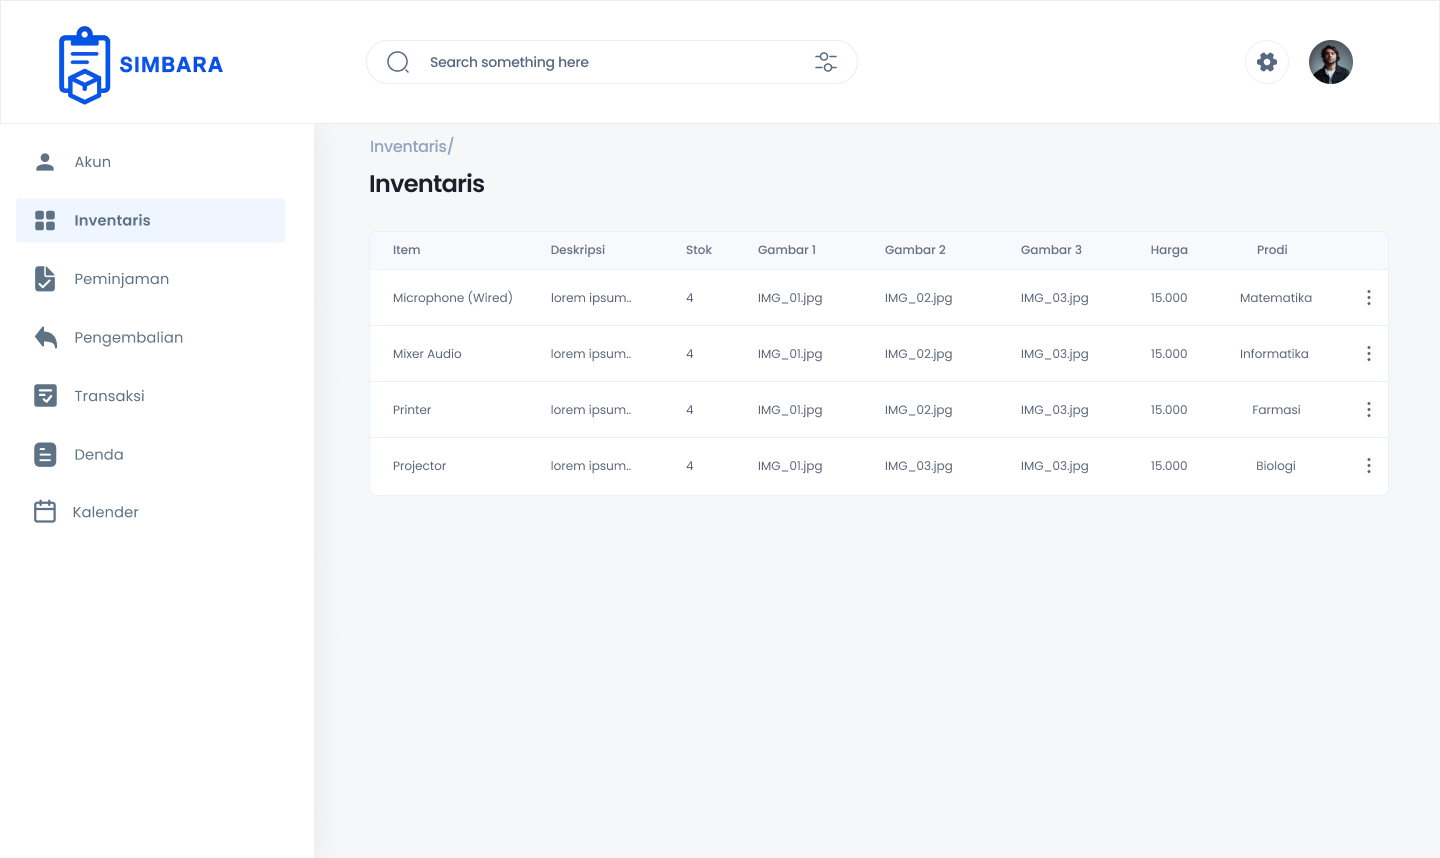 SIMBARA
Search something here
Akun
Inventaris
Peminjaman
Pengembalian
Transaksi
Denda
Kalender
Inventaris/
Inventaris
Item Deskripsi Stok Gambar 1 Gambar 2 Gambar 3 Harga Prodi
Microphone (Wired) lorem ipsum.. 4 IMG_01.jpg IMG_02.jpg IMG_03.jpg 15.000 Matematika
Mixer Audio lorem ipsum.. 4 IMG_01.jpg IMG_02.jpg IMG_03.jpg 15.000 Informatika
Printer lorem ipsum.. 4 IMG_01.jpg IMG_02.jpg IMG_03.jpg 15.000 Farmasi
Projector lorem ipsum.. 4 IMG_01.jpg IMG_03.jpg IMG_03.jpg 15.000 Biologi